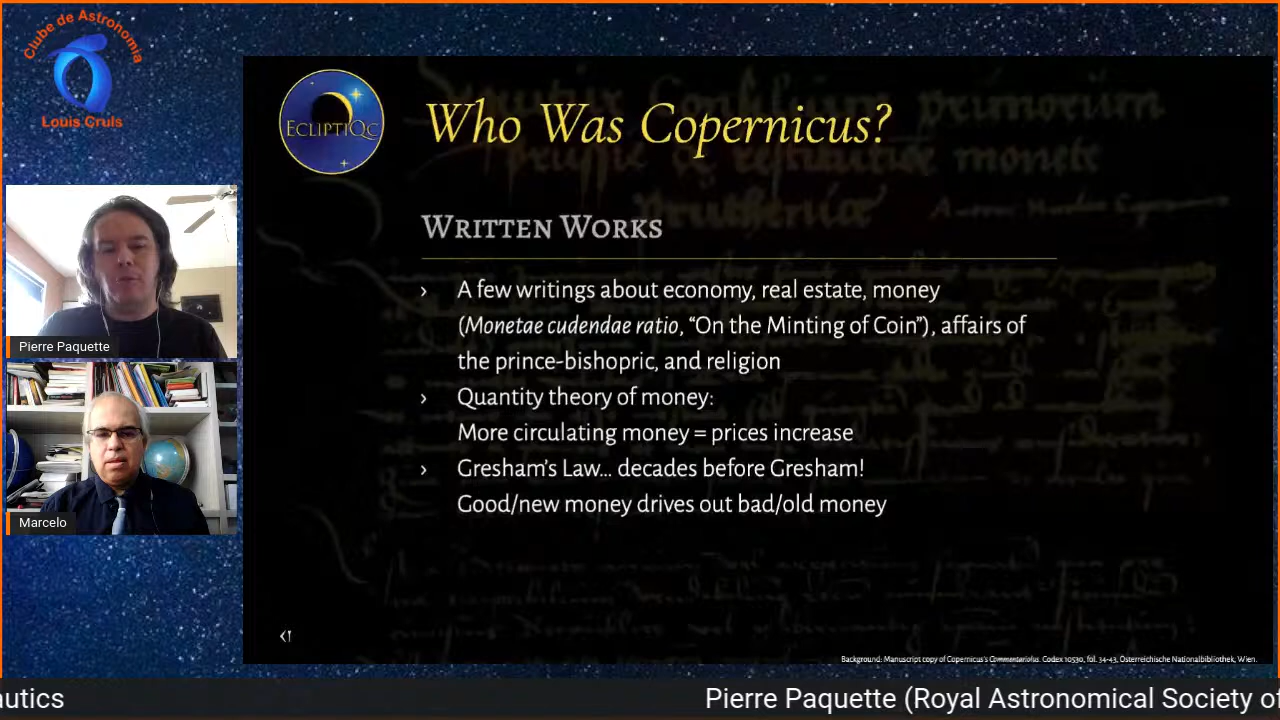 Clube de Astronomia
Louis Cruls
EclipticQc
Who Was Copernicus?
Written Works
› A few writings about economy, real estate, money
(Monetae cudendae ratio, “On the Minting of Coin”), affairs of
the prince-bishopric, and religion
› Quantity theory of money:
More circulating money = prices increase
› Gresham's Law… decades before Gresham!
Good/new money drives out bad/old money
Pierre Paquette
Marcelo
Background: Manuscript copy of Copernicus's Commentariolus. Codex 10530, fol. 34-43, Österreichische Nationalbibliothek, Wien.
autics
Pierre Paquette (Royal Astronomical Society of